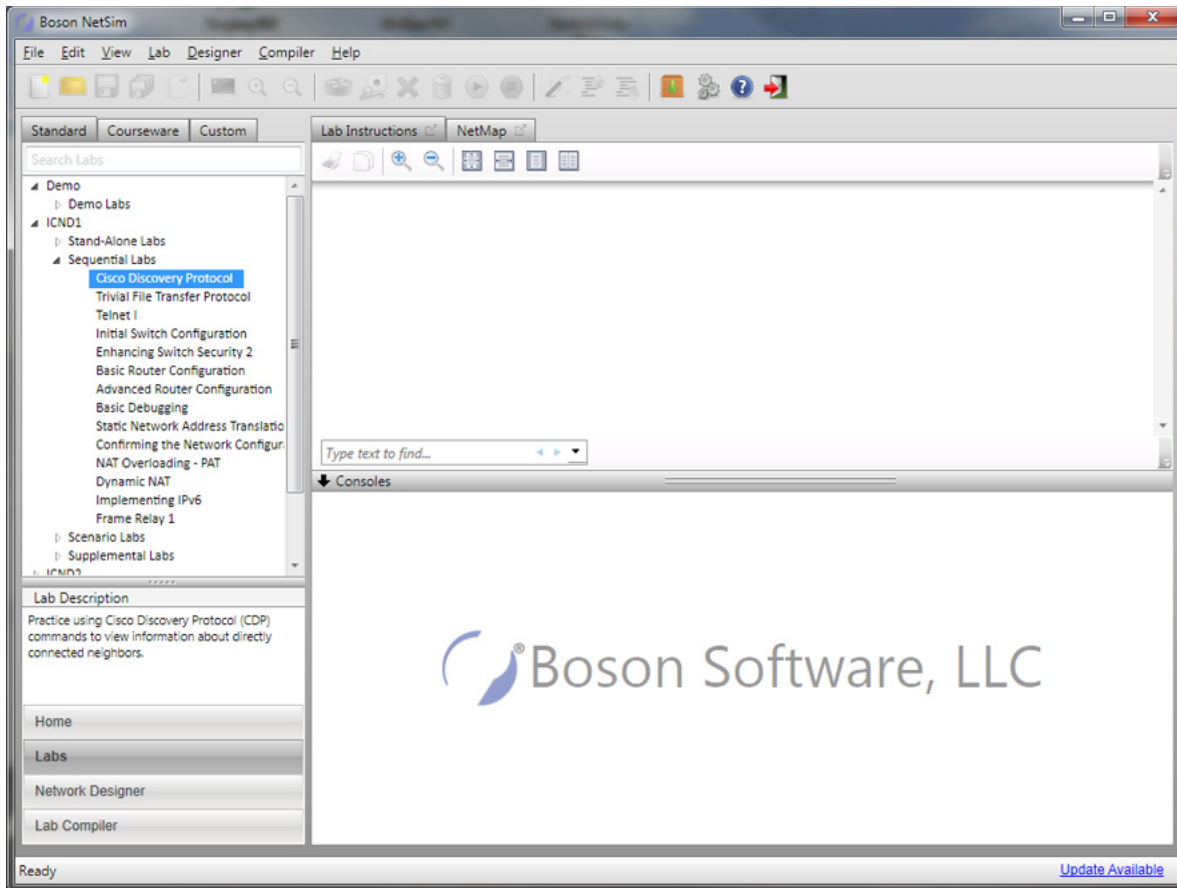 Boson NetSim
File Edit View Lab Designer Compiler Help
Standard Courseware Custom
Search Labs
Demo
Demo Labs
ICND1
Stand-Alone Labs
Sequential Labs
Cisco Discovery Protocol
Trivial File Transfer Protocol
Telnet I
Initial Switch Configuration
Enhancing Switch Security 2
Basic Router Configuration
Advanced Router Configuration
Basic Debugging
Static Network Address Translatio
Confirming the Network Configur
NAT Overloading - PAT
Dynamic NAT
Implementing IPv6
Frame Relay 1
Scenario Labs
Supplemental Labs
ICND2
Lab Description
Practice using Cisco Discovery Protocol (CDP)
commands to view information about directly
connected neighbors.
Home
Labs
Network Designer
Lab Compiler
Lab Instructions NetMap
Type text to find...
Consoles
®Boson Software, LLC
Ready
Update Available